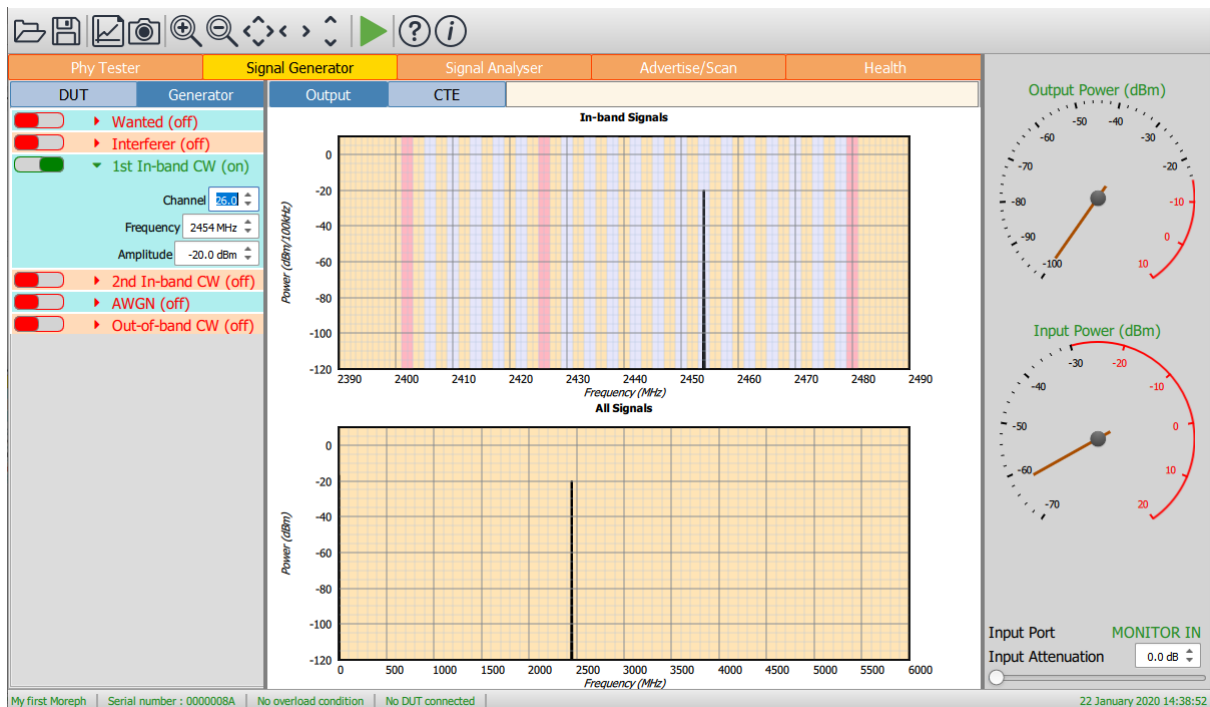 Phy Tester Signal Generator Signal Analyser Advertise/Scan Health
DUT Generator Output CTE
Wanted (off)
Interferer (off)
1st In-band CW (on)
Channel 26.0
Frequency 2454 MHz
Amplitude -20.0 dBm
2nd In-band CW (off)
AWGN (off)
Out-of-band CW (off)
In-band Signals
Power (dBm/100kHz)
0
-20
-40
-60
-80
-100
-120
2390 2400 2410 2420 2430 2440 2450 2460 2470 2480 2490
Frequency (MHz)
All Signals
Power (dBm)
0
-20
-40
-60
-80
-100
-120
0 500 1000 1500 2000 2500 3000 3500 4000 4500 5000 5500 6000
Frequency (MHz)
Output Power (dBm)
-100
-90
-80
-70
-60
-50
-40
-30
-20
-10
0
10
Input Power (dBm)
-70
-60
-50
-40
-30
-20
-10
0
10
20
Input Port MONITOR IN
Input Attenuation 0.0 dB
My first Moreph Serial number : 0000008A No overload condition No DUT connected 22 January 2020 14:38:52